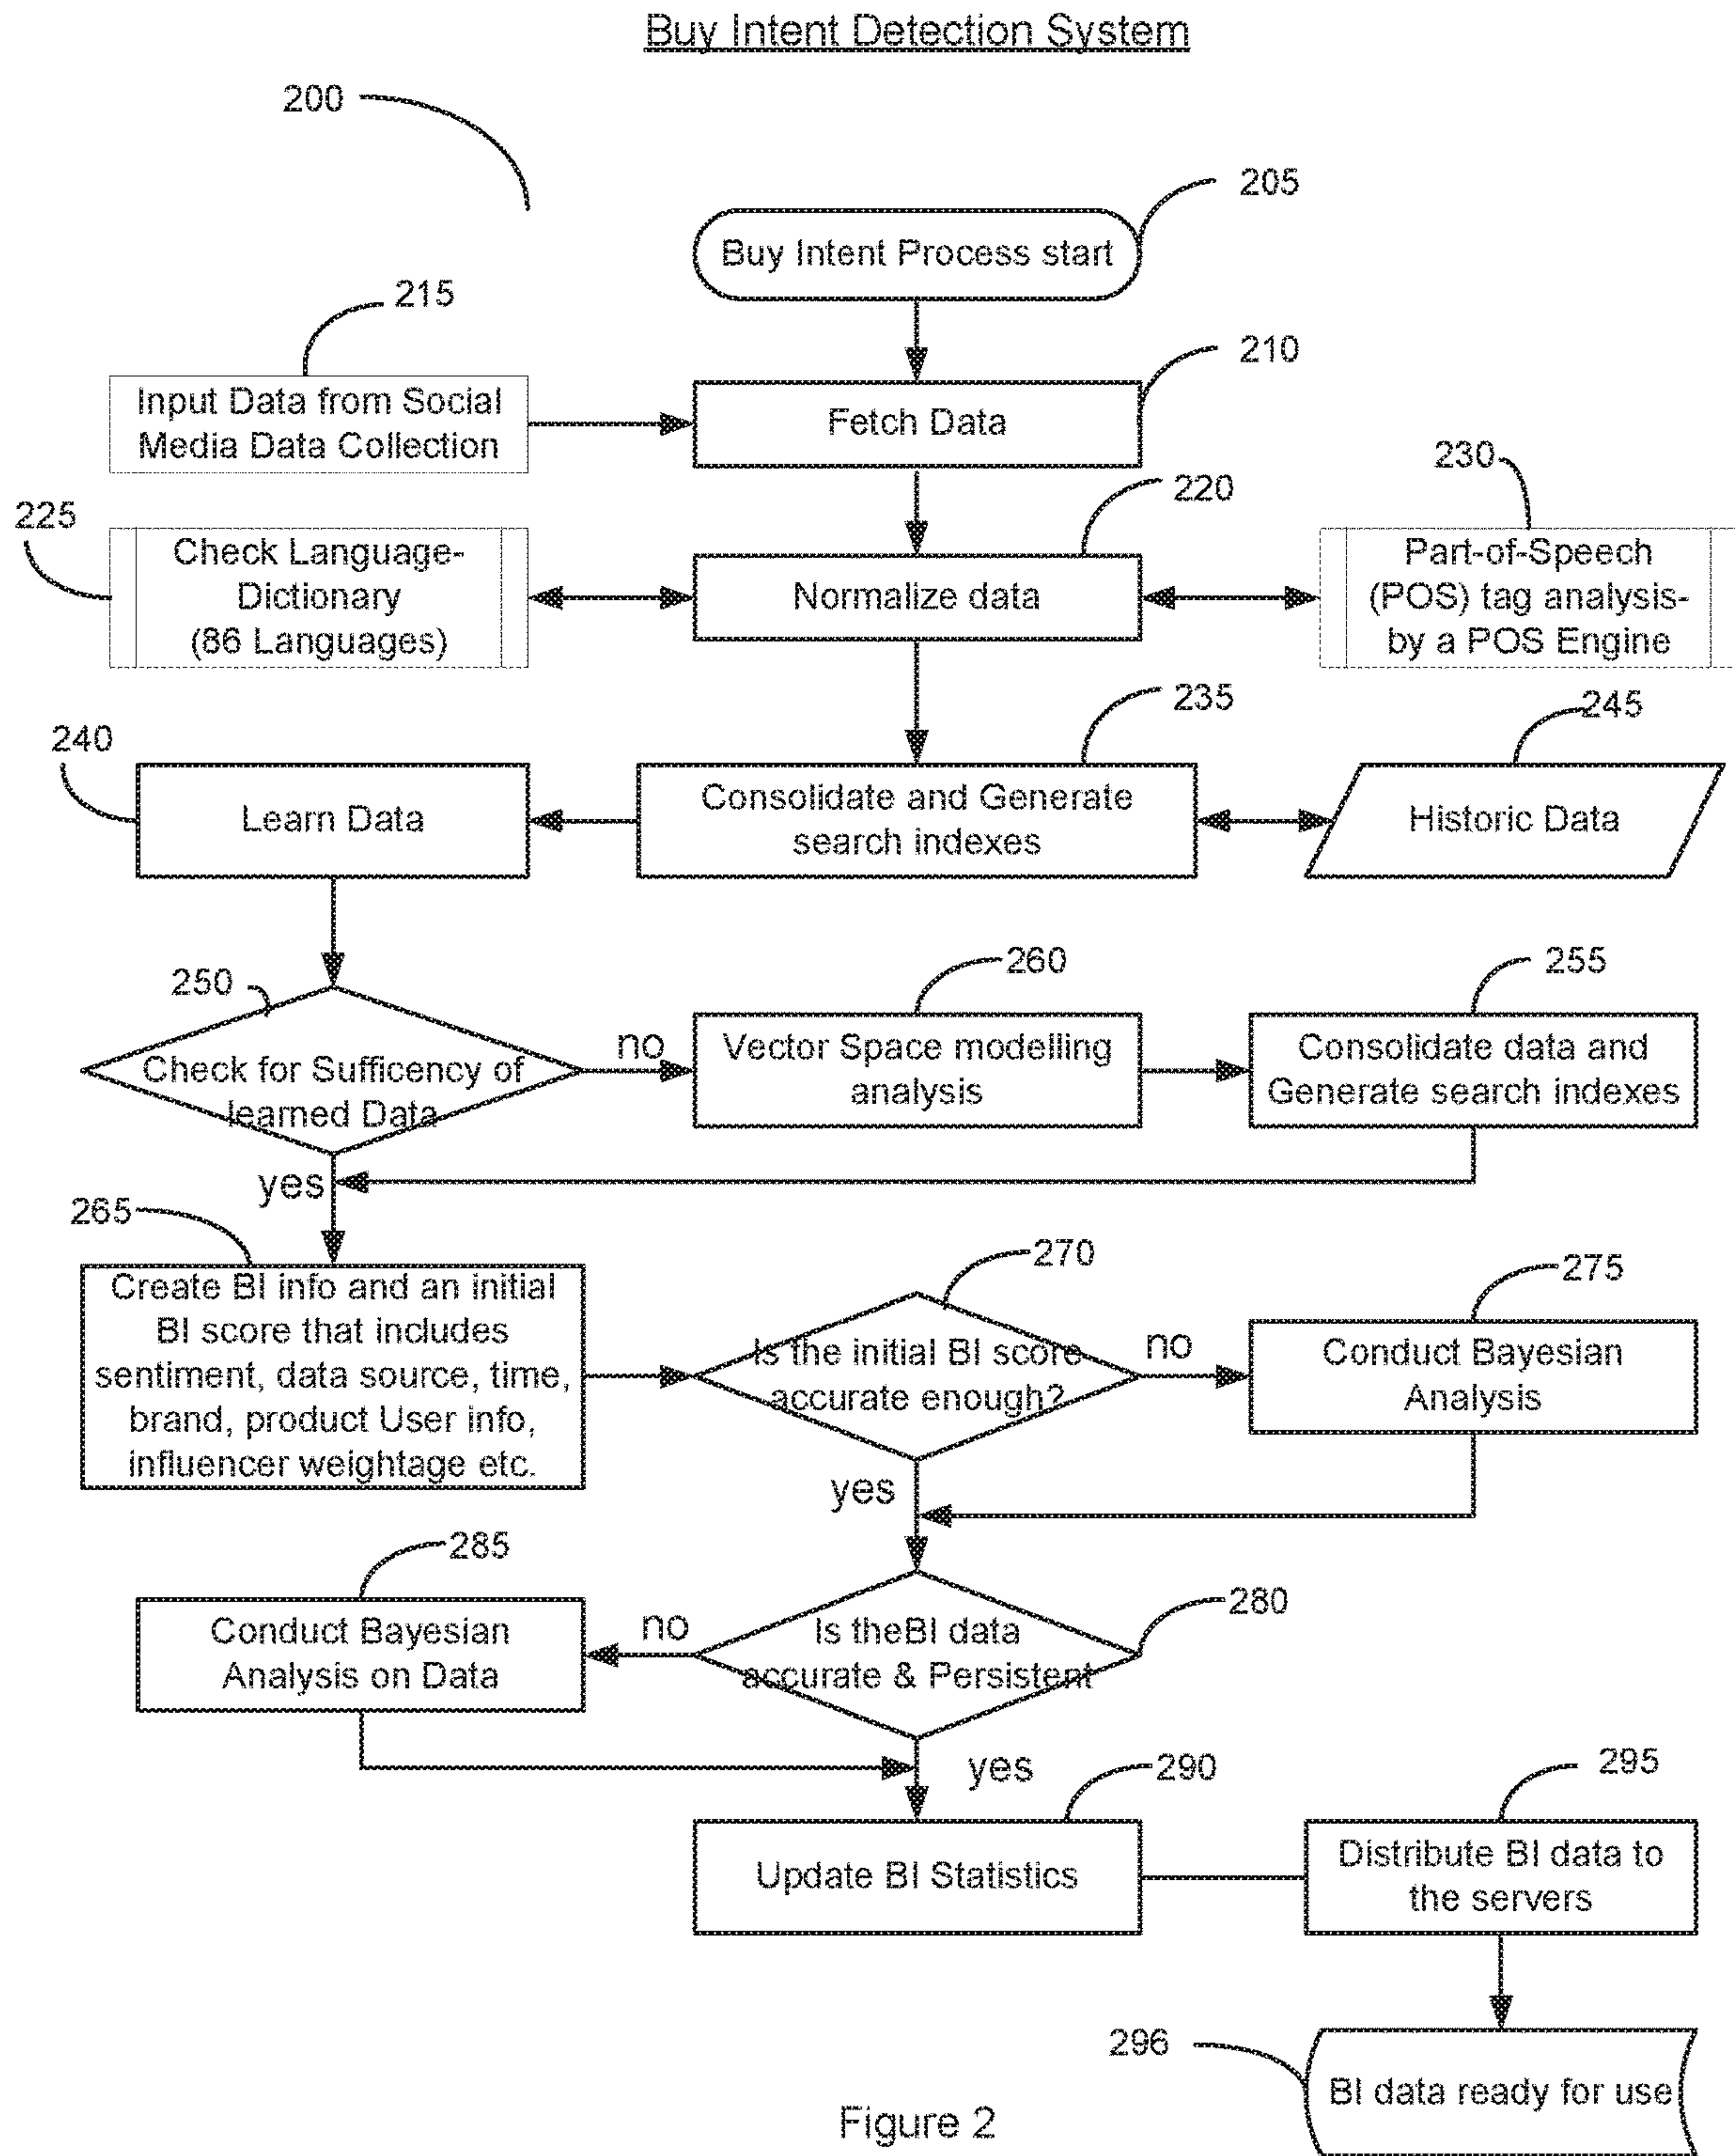 Buy Intent Detection System
200
205
Buy Intent Process start
215
210
Input Data from Social
Media Data Collection
Fetch Data
230
220
225
Check Language-
Dictionary
(86 Languages)
Normalize data
Part-of-Speech
(POS) tag analysis-
by a POS Engine
235
245
240
Learn Data
Consolidate and Generate
search indexes
Historic Data
250
260
255
Check for Sufficency of
learned Data
no
Vector Space modelling
analysis
Consolidate data and
Generate search indexes
yes
265
270
275
Create BI info and an initial
BI score that includes
sentiment, data source, time,
brand, product User info,
influencer weightage etc.
Is the initial BI score
accurate enough?
no
Conduct Bayesian
Analysis
yes
285
280
Conduct Bayesian
Analysis on Data
no
Is theBI data
accurate & Persistent
yes
290
295
Update BI Statistics
Distribute BI data to
the servers
296
BI data ready for use
Figure 2